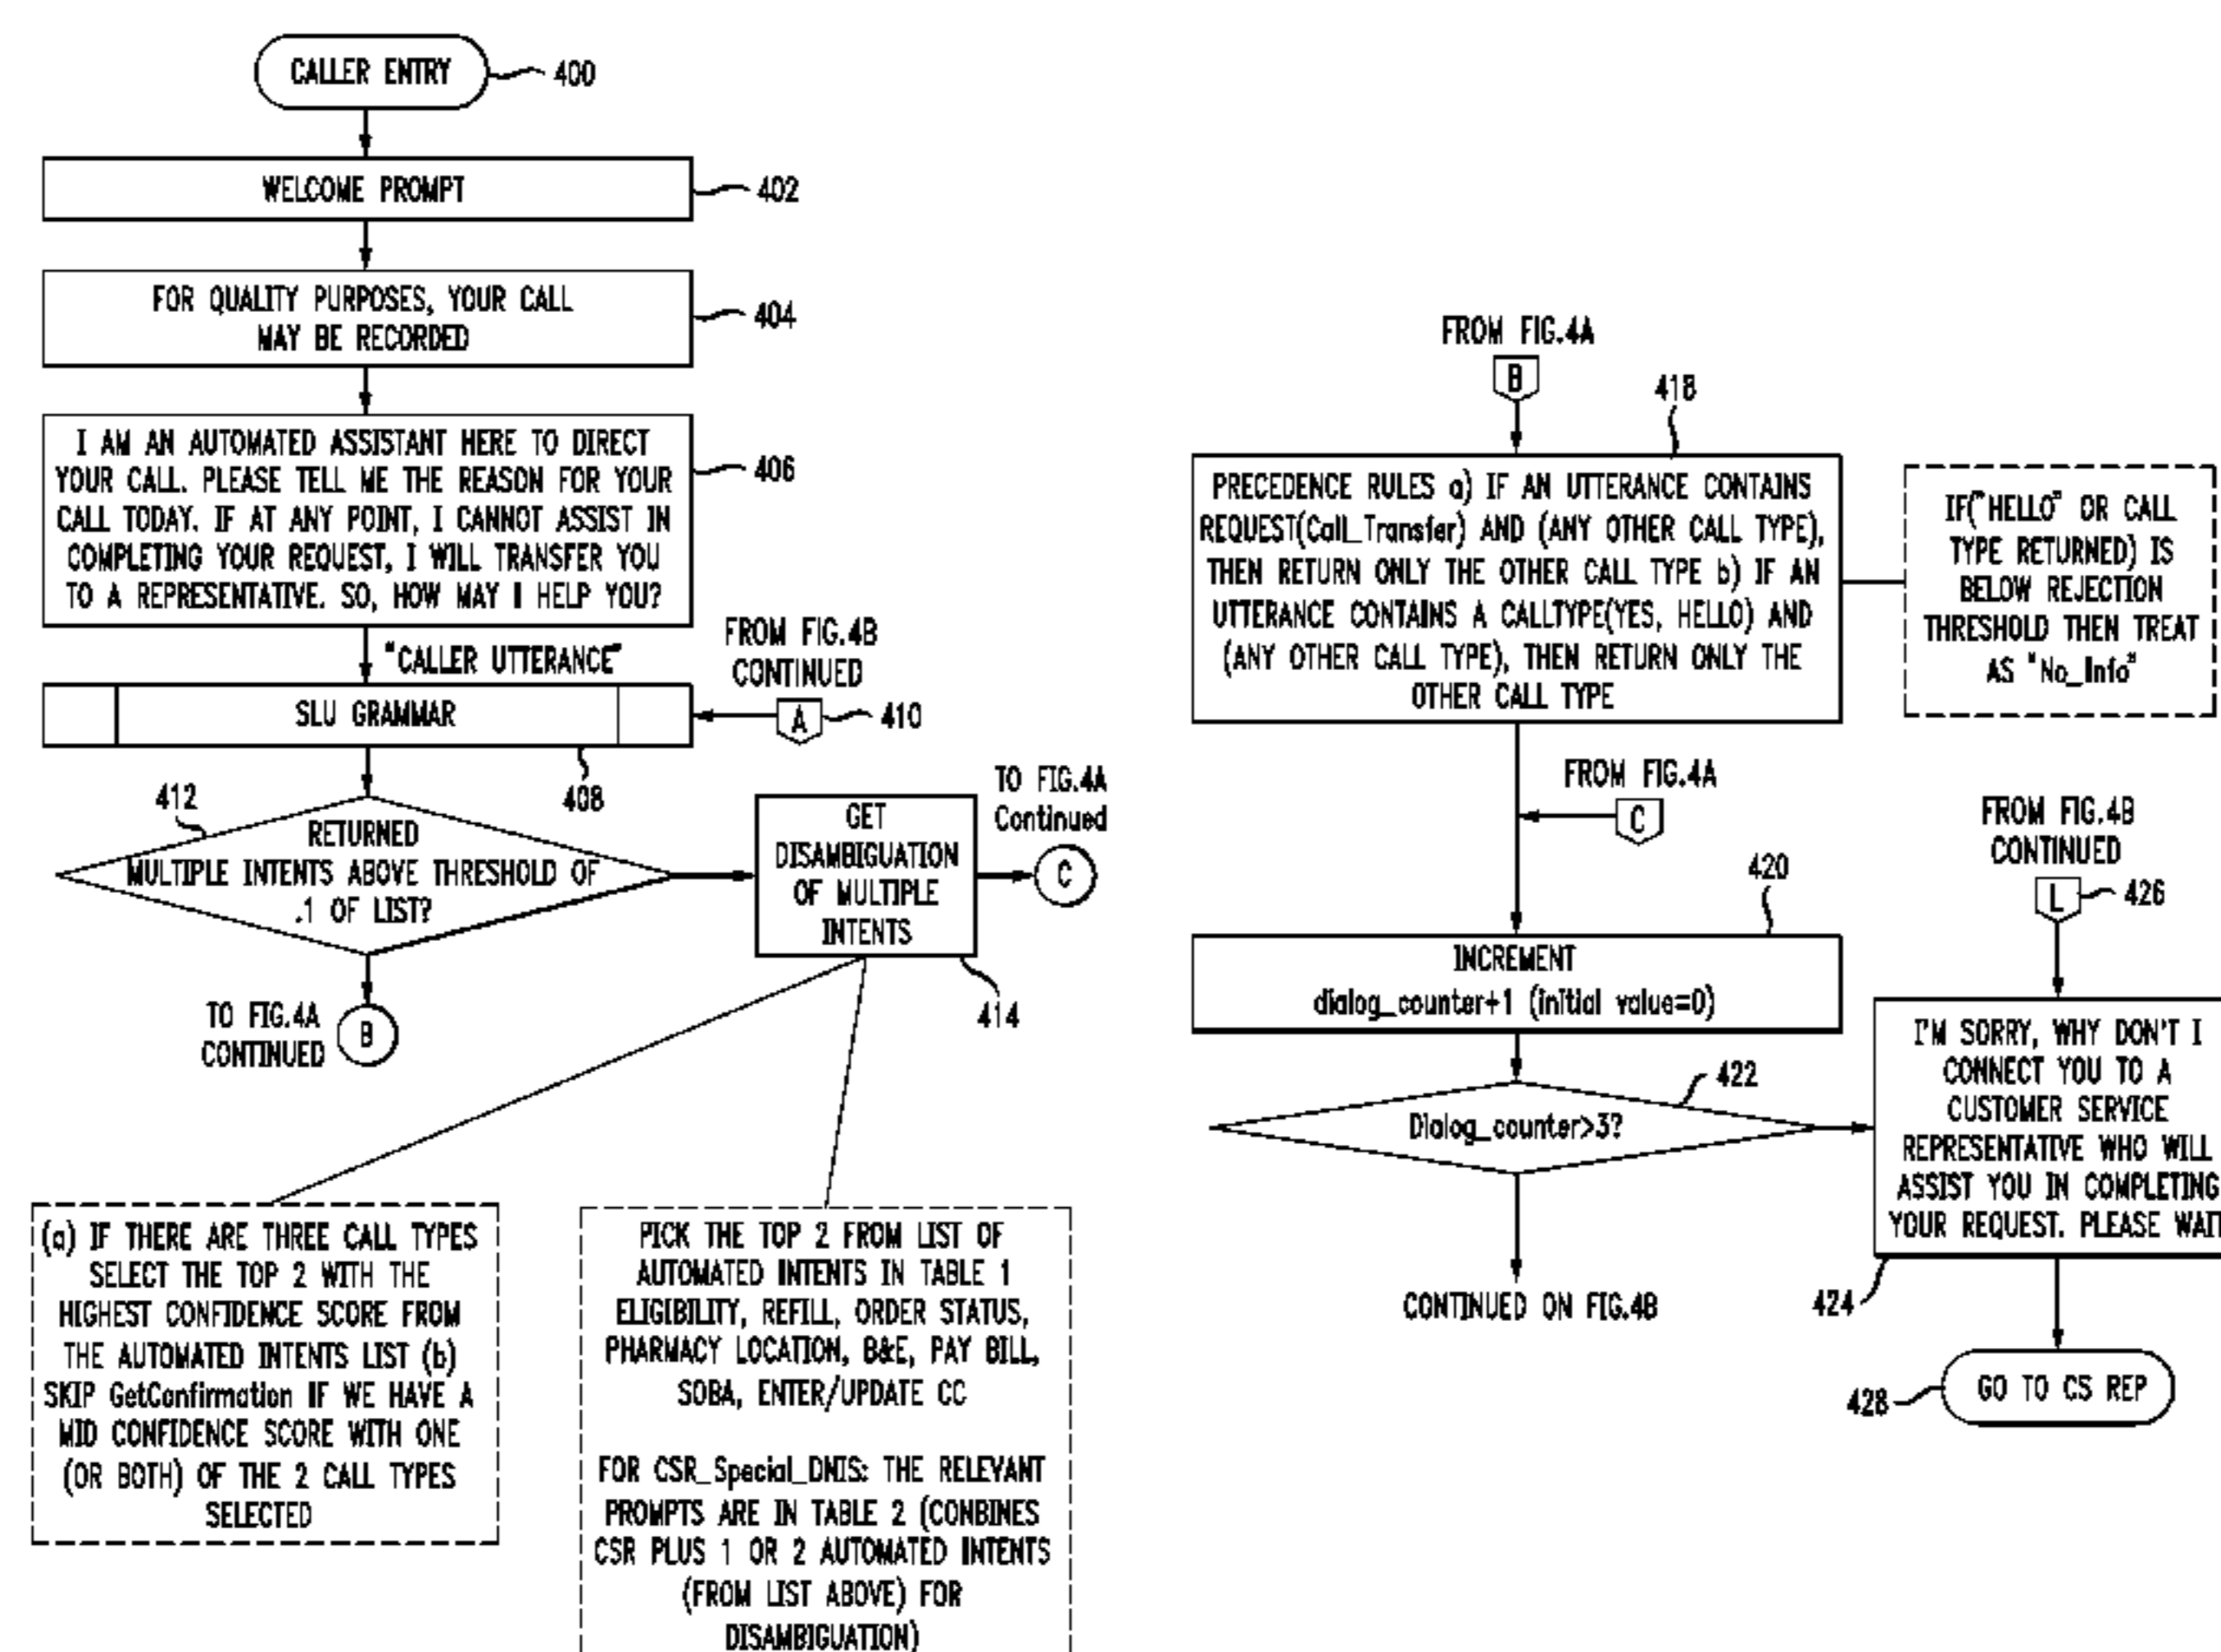 CALLER ENTRY
400
WELCOME PROMPT
402
FOR QUALITY PURPOSES, YOUR CALL
MAY BE RECORDED
404
I AM AN AUTOMATED ASSISTANT HERE TO DIRECT
YOUR CALL. PLEASE TELL ME THE REASON FOR YOUR
CALL TODAY. IF AT ANY POINT, I CANNOT ASSIST IN
COMPLETING YOUR REQUEST, I WILL TRANSFER YOU
TO A REPRESENTATIVE. SO, HOW MAY I HELP YOU?
406
"CALLER UTTERANCE"
FROM FIG.4B
CONTINUED
A
410
SLU GRAMMAR
408
412
RETURNED
MULTIPLE INTENTS ABOVE THRESHOLD OF
.1 OF LIST?
GET
DISAMBIGUATION
OF MULTIPLE
INTENTS
414
TO FIG.4A
Continued
C
TO FIG.4A
CONTINUED
B
(a) IF THERE ARE THREE CALL TYPES
SELECT THE TOP 2 WITH THE
HIGHEST CONFIDENCE SCORE FROM
THE AUTOMATED INTENTS LIST (b)
SKIP GetConfirmation IF WE HAVE A
MID CONFIDENCE SCORE WITH ONE
(OR BOTH) OF THE 2 CALL TYPES
SELECTED
PICK THE TOP 2 FROM LIST OF
AUTOMATED INTENTS IN TABLE 1
ELIGIBILITY, REFILL, ORDER STATUS,
PHARMACY LOCATION, B&E, PAY BILL,
SOBA, ENTER/UPDATE CC
FOR CSR_Special_DNIS: THE RELEVANT
PROMPTS ARE IN TABLE 2 (CONBINES
CSR PLUS 1 OR 2 AUTOMATED INTENTS
(FROM LIST ABOVE) FOR
DISAMBIGUATION)
FROM FIG.4A
B
418
PRECEDENCE RULES a) IF AN UTTERANCE CONTAINS
REQUEST(Call_Transfer) AND (ANY OTHER CALL TYPE),
THEN RETURN ONLY THE OTHER CALL TYPE b) IF AN
UTTERANCE CONTAINS A CALLTYPE(YES, HELLO) AND
(ANY OTHER CALL TYPE), THEN RETURN ONLY THE
OTHER CALL TYPE
IF("HELLO" OR CALL
TYPE RETURNED) IS
BELOW REJECTION
THRESHOLD THEN TREAT
AS "No_Info"
FROM FIG.4A
C
420
INCREMENT
dialog_counter+1 (initial value=0)
422
Dialog_counter>3?
CONTINUED ON FIG.4B
FROM FIG.4B
CONTINUED
L
426
I'M SORRY, WHY DON'T I
CONNECT YOU TO A
CUSTOMER SERVICE
REPRESENTATIVE WHO WILL
ASSIST YOU IN COMPLETING
YOUR REQUEST. PLEASE WAIT
424
GO TO CS REP
428